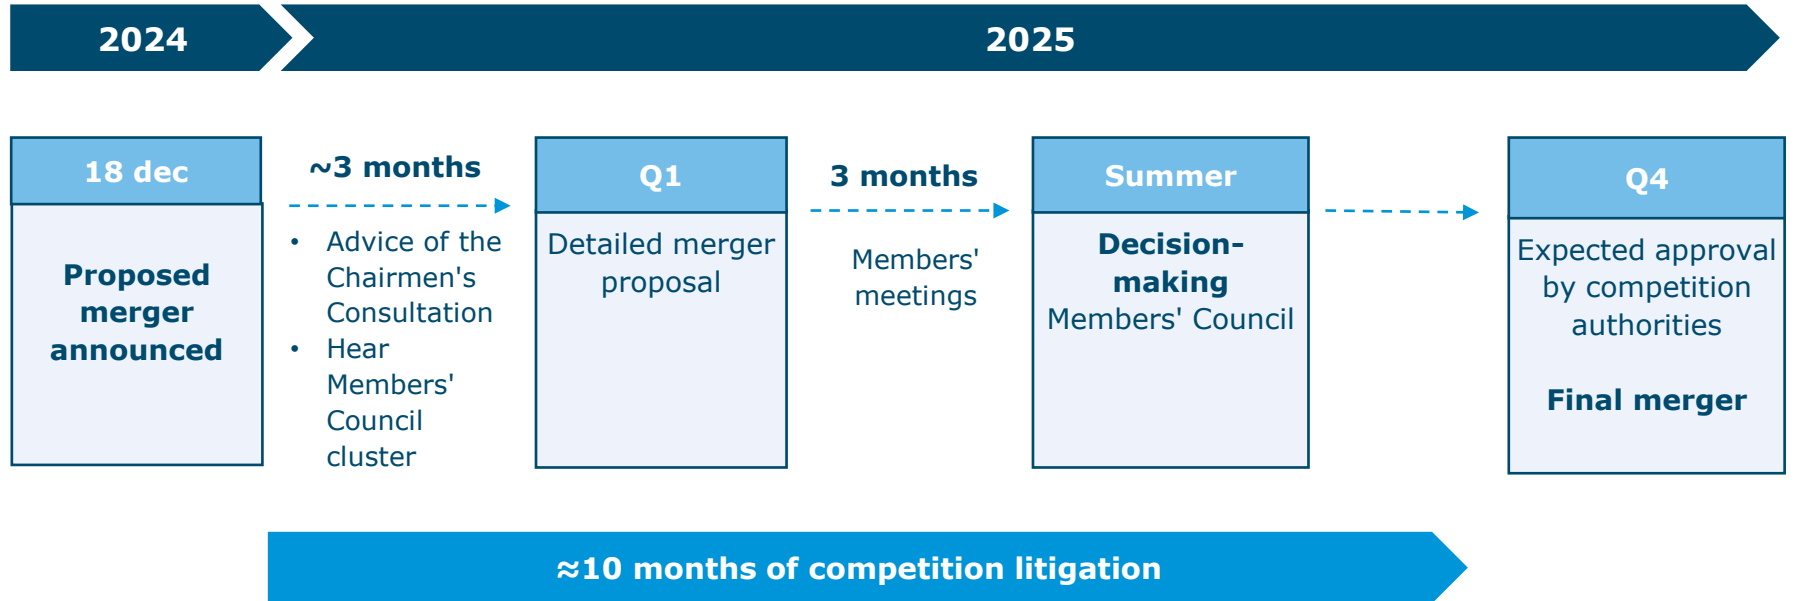 2024
2025
18 dec
Proposed
merger
announced
~3 months
• Advice of the
Chairmen's
Consultation
• Hear
Members'
Council
cluster
Q1
Detailed merger
proposal
3 months
Members'
meetings
Summer
Decision-
making
Members' Council
Q4
Expected approval
by competition
authorities
Final merger
≈10 months of competition litigation